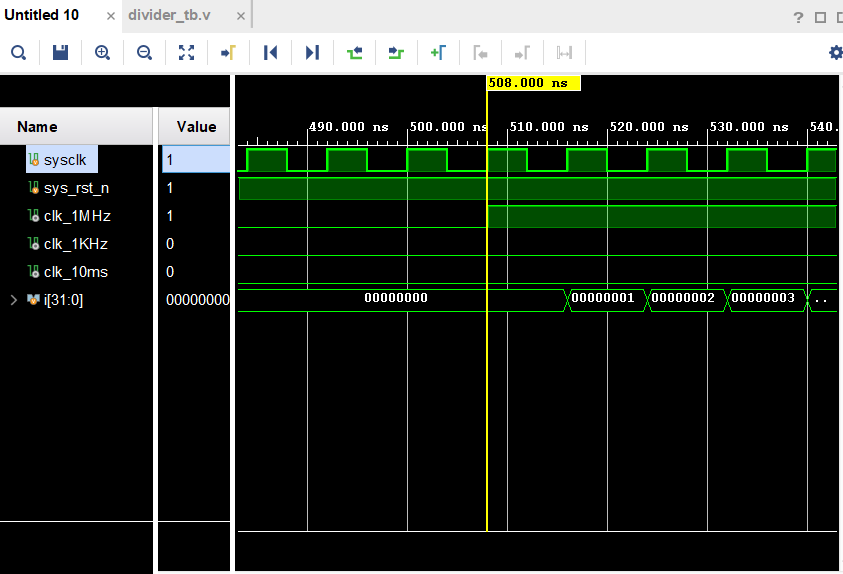 Untitled 10 × divider_tb.v ×
?
508.000 ns
Name Value
490.000 ns 500.000 ns 510.000 ns 520.000 ns 530.000 ns 540.
sysclk 1
sys_rst_n 1
clk_1MHz 1
clk_1KHz 0
clk_10ms 0
i[31:0] 00000000 00000000 00000001 00000002 00000003 ..